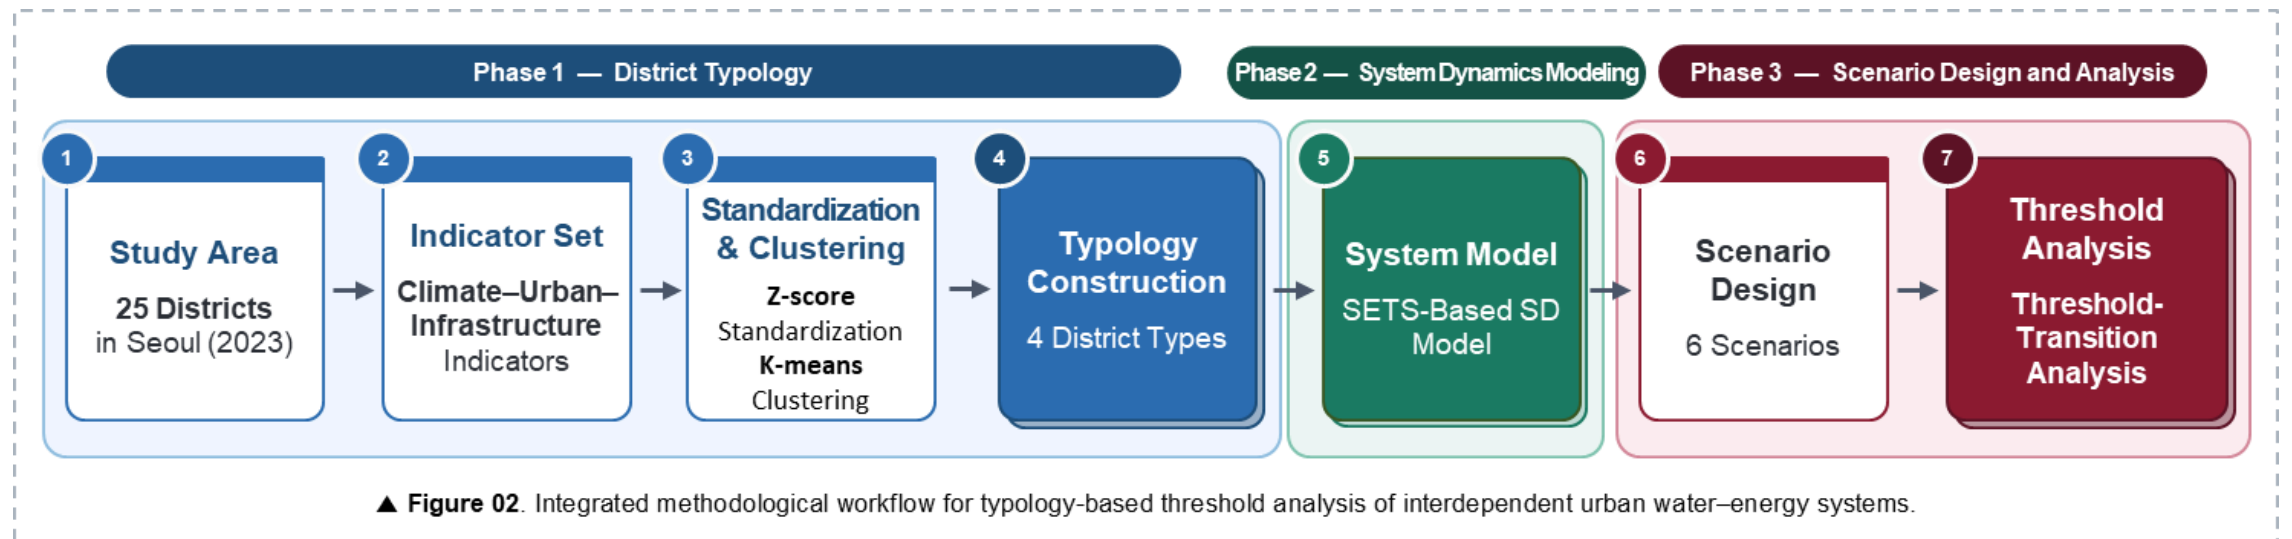 Phase 1 — District Typology
Phase 2 — System Dynamics Modeling
Phase 3 — Scenario Design and Analysis
1
Study Area
25 Districts
in Seoul (2023)
2
Indicator Set
Climate–Urban–
Infrastructure
Indicators
3
Standardization
& Clustering
Z-score
Standardization
K-means
Clustering
4
Typology
Construction
4 District Types
5
System Model
SETS-Based SD
Model
6
Scenario
Design
6 Scenarios
7
Threshold
Analysis
Threshold-
Transition
Analysis
▲ Figure 02. Integrated methodological workflow for typology-based threshold analysis of interdependent urban water–energy systems.